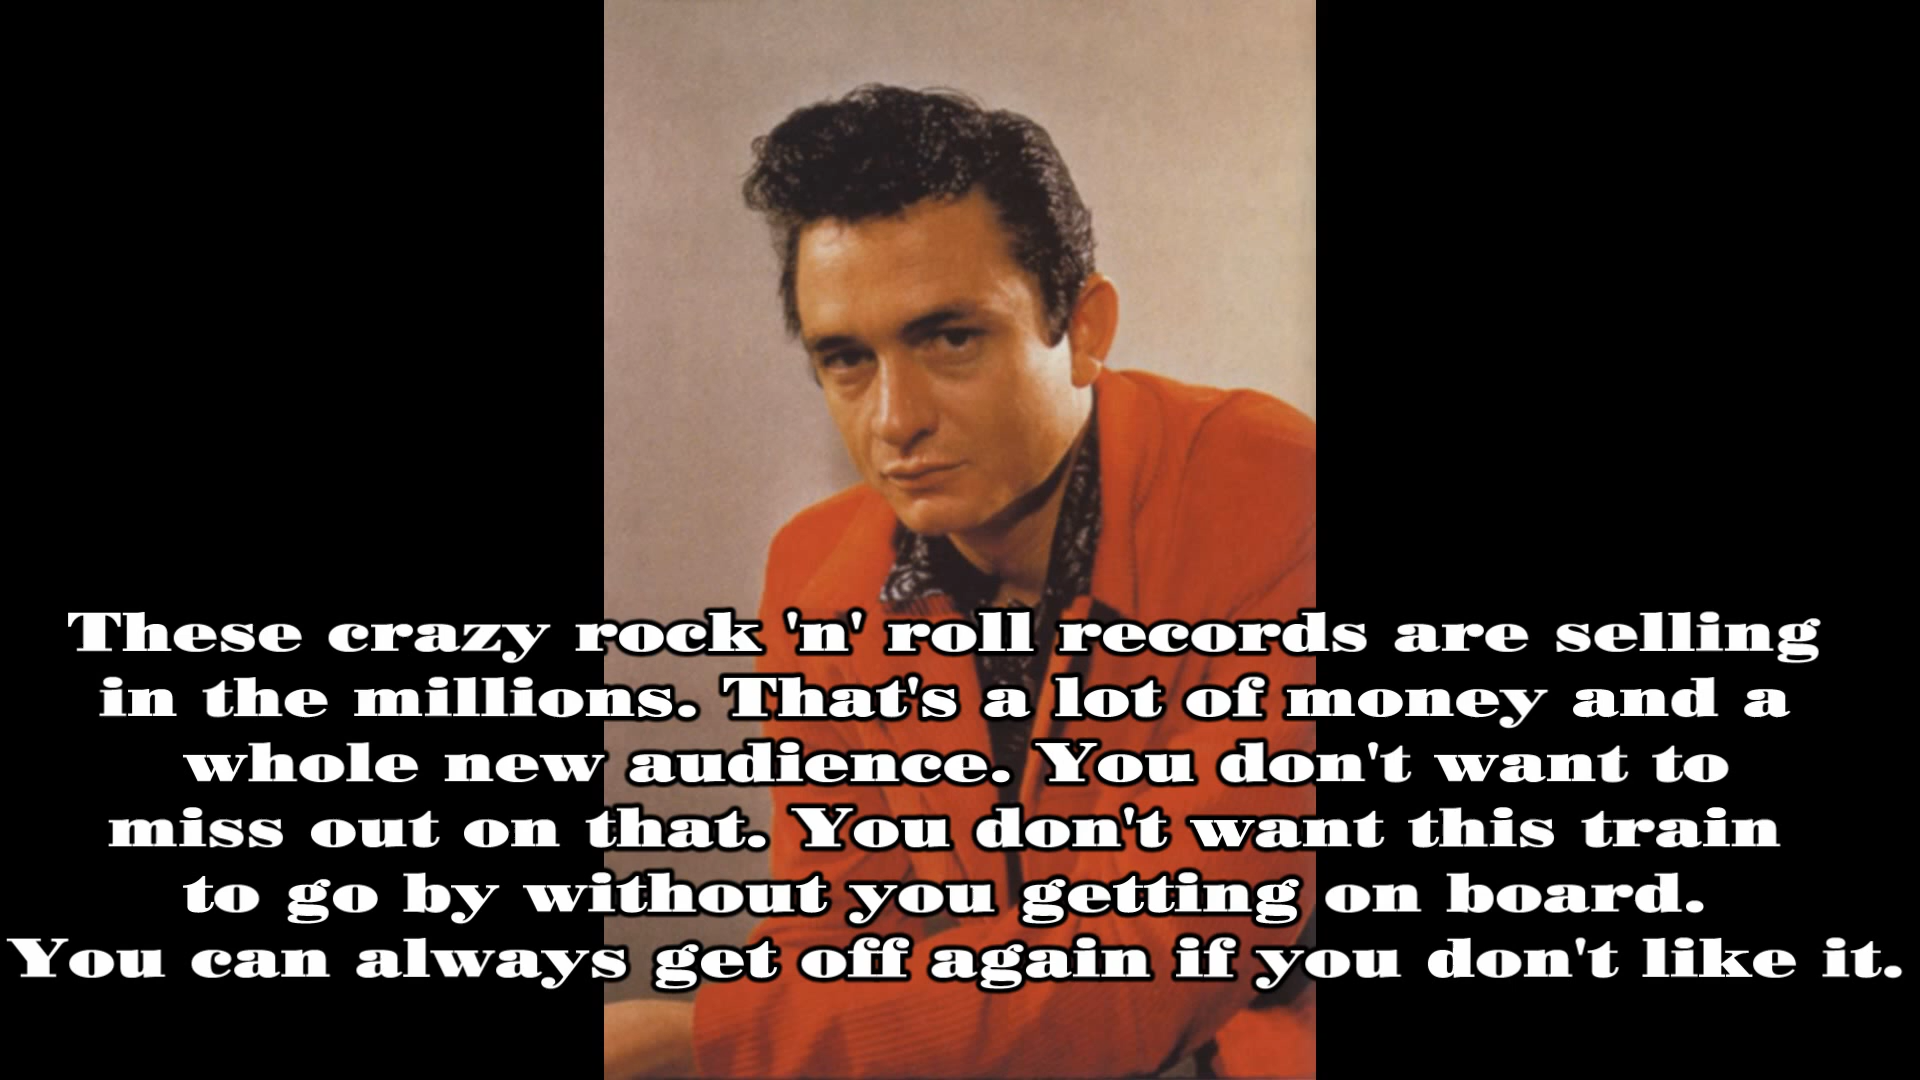 These crazy rock 'n' roll records are selling
in the millions. That's a lot of money and a
whole new audience. You don't want to
miss out on that. You don't want this train
to go by without you getting on board.
You can always get off again if you don't like it.